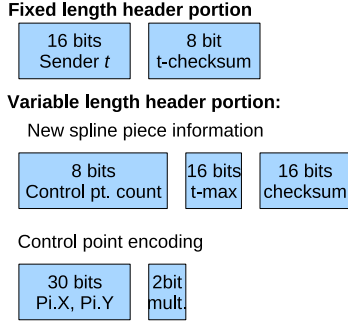 Fixed length header portion
16 bits
Sender t
8 bit
t-checksum
Variable length header portion:
New spline piece information
8 bits
Control pt. count
16 bits
t-max
16 bits
checksum
Control point encoding
30 bits
Pi.X, Pi.Y
2bit
mult.